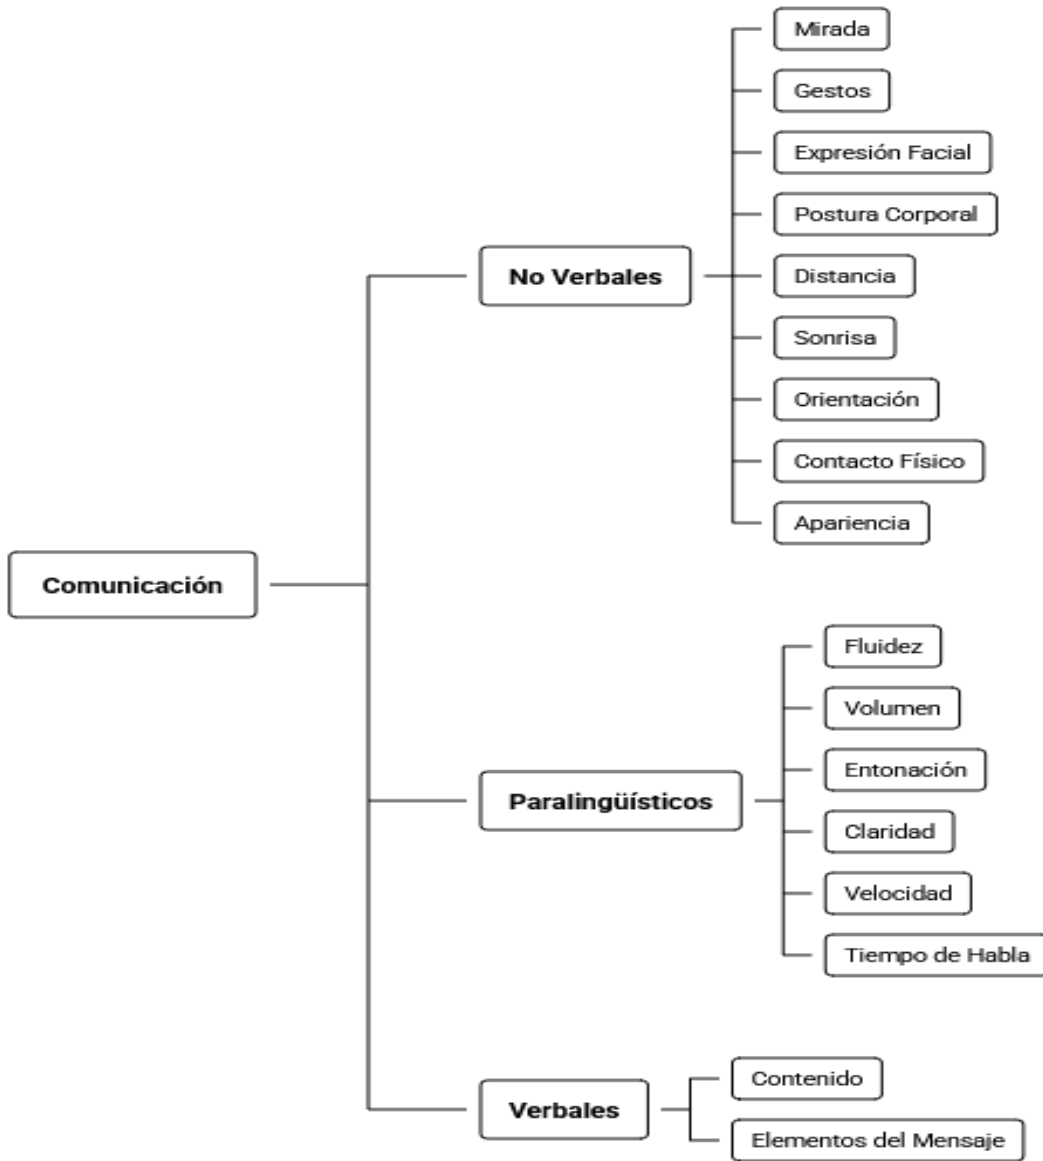 Comunicación
No Verbales
Mirada
Gestos
Expresión Facial
Postura Corporal
Distancia
Sonrisa
Orientación
Contacto Físico
Apariencia
Paralingüísticos
Fluidez
Volumen
Entonación
Claridad
Velocidad
Tiempo de Habla
Verbales
Contenido
Elementos del Mensaje